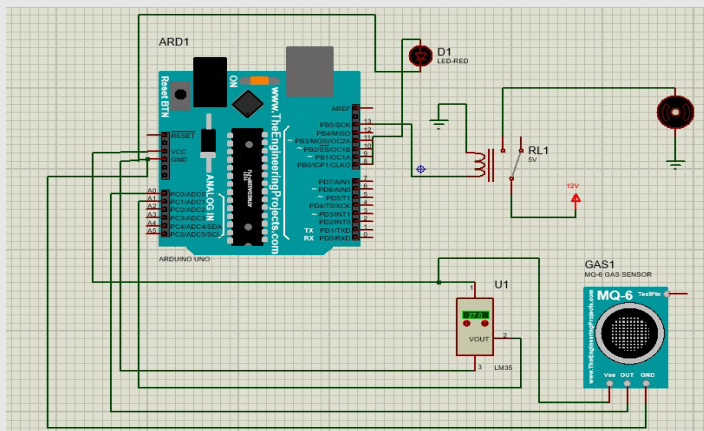 ARD1
D1
LED-RED
Reset BTN
ON
www.TheEngineeringProjects.com
AREF
RESET
VCC
GND
PB5/SCK 13
PB4/MISO 12
~ PB3/MOSI/OC2A 11
~ PB2/SS/OC1B 10
~ PB1/OC1A 9
PB0/ICP1/CLKO 8
ANALOG IN
A0 PC0/ADC0
A1 PC1/ADC1
A2 PC2/ADC2
A3 PC3/ADC3
A4 PC4/ADC4/SDA
A5 PC5/ADC5/SCL
PD7/AIN1 7
~ PD6/AIN0 6
~ PD5/T1 5
PD4/T0/XCK 4
~ PD3/INT1 3
PD2/INT0 2
TX PD1/TXD 1
RX PD0/RXD 0
ARDUINO UNO
RL1
5V
12V
U1
1
27.0
VOUT 2
3
LM35
GAS1
MQ-6 GAS SENSOR
MQ-6 TestPin
www.TheEngineeringProjects.com
Vcc OUT GND